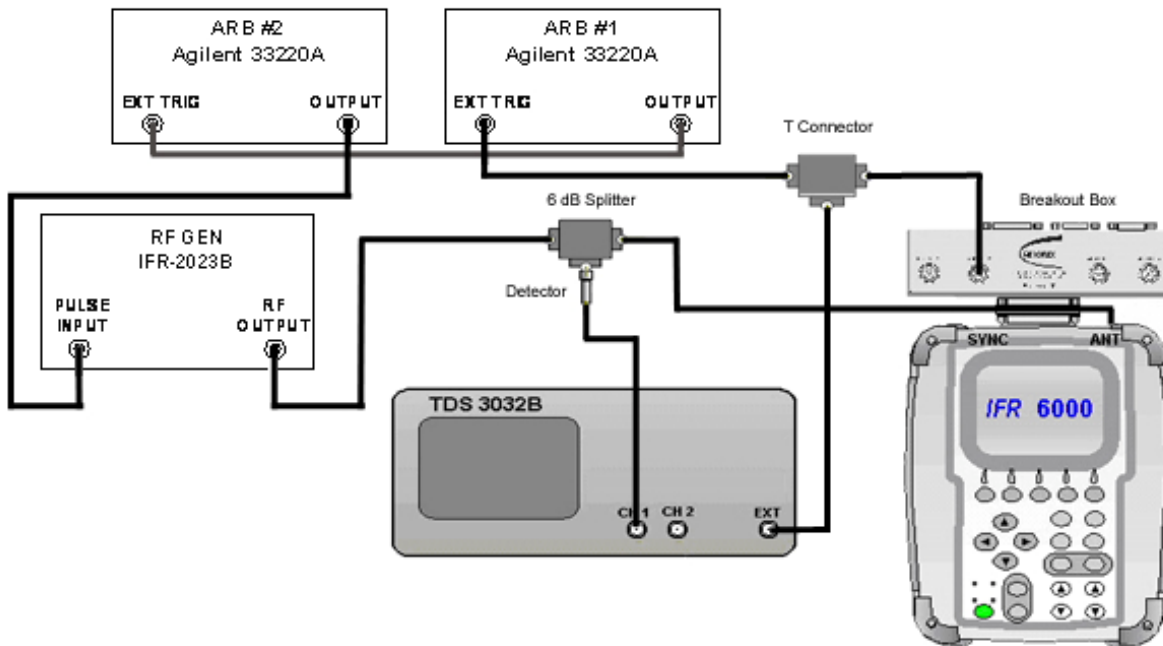 ARB #2
Agilent 33220A
EXT TRIG
OUTPUT
ARB #1
Agilent 33220A
EXT TRIG
OUTPUT
T Connector
6 dB Splitter
Breakout Box
RF GEN
IFR-2023B
PULSE
INPUT
RF
OUTPUT
Detector
SYNC
ANT
TDS 3032B
IFR 6000
CH 1
CH 2
EXT